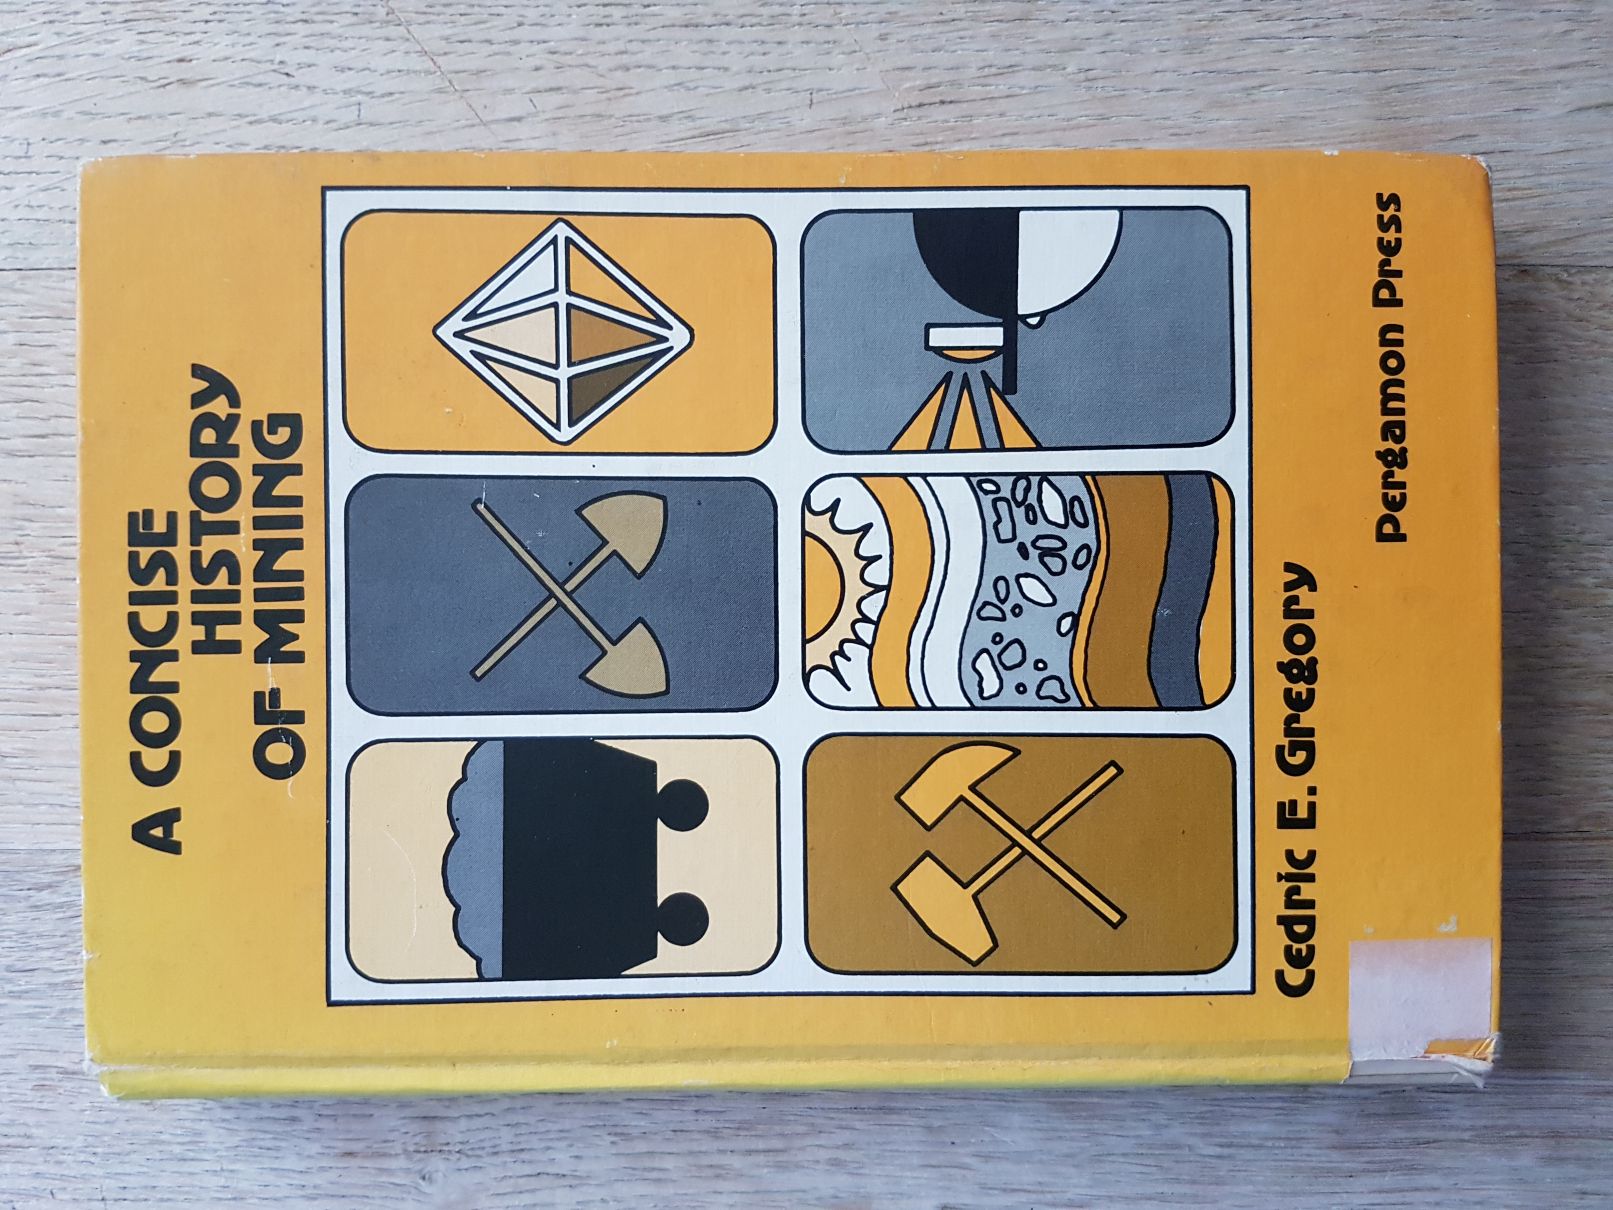 A CONCISE
HISTORY
OF MINING
Cedric E. Gregory
Pergamon Press